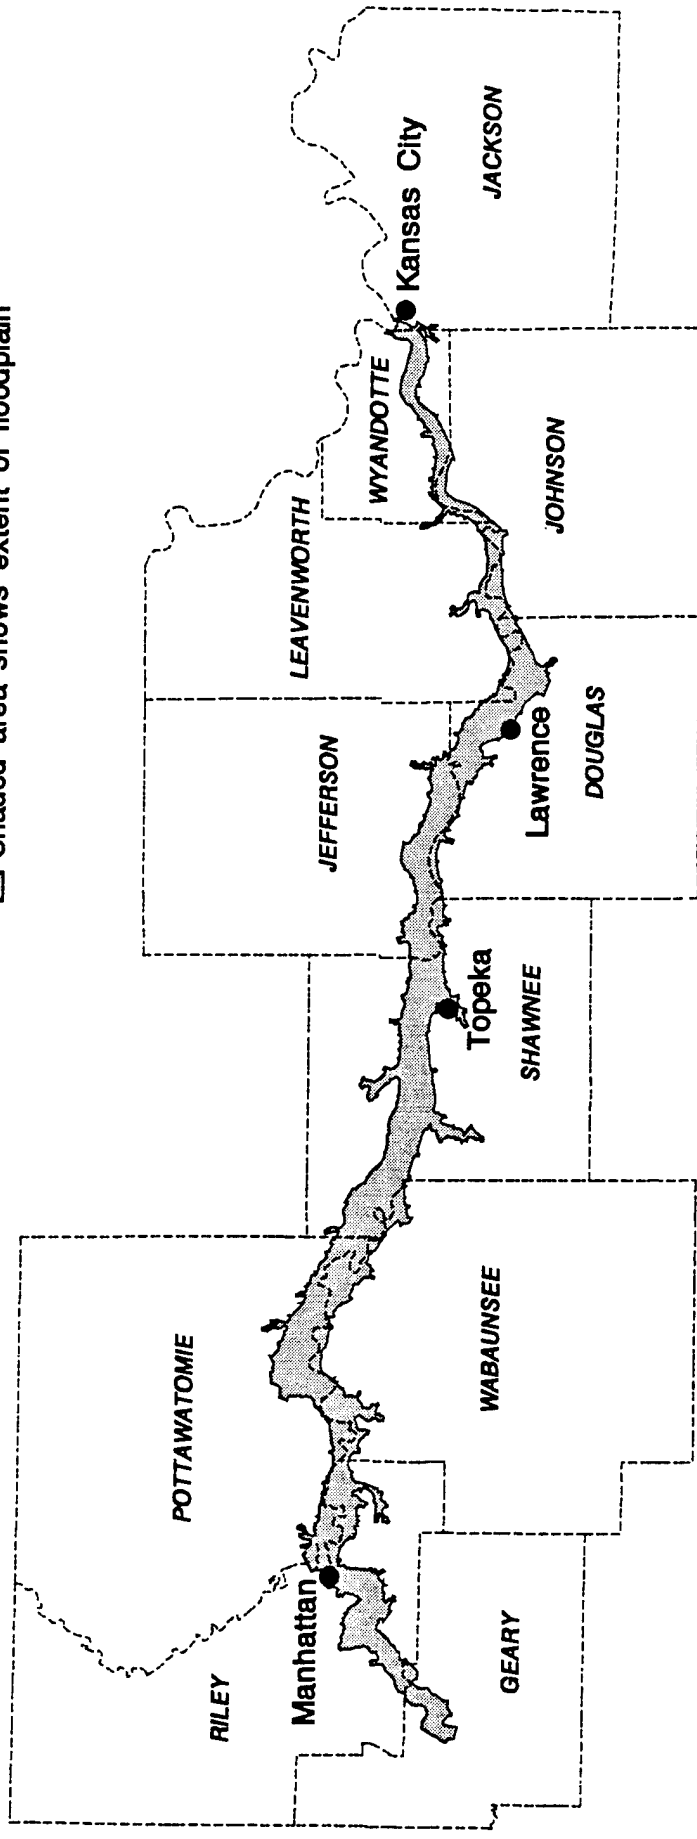 Shaded area shows extent of floodplain
JACKSON
Kansas City
WYANDOTTE
JOHNSON
LEAVENWORTH
JEFFERSON
Lawrence
DOUGLAS
Topeka
SHAWNEE
POTTAWATOMIE
WABAUNSEE
Manhattan
RILEY
GEARY